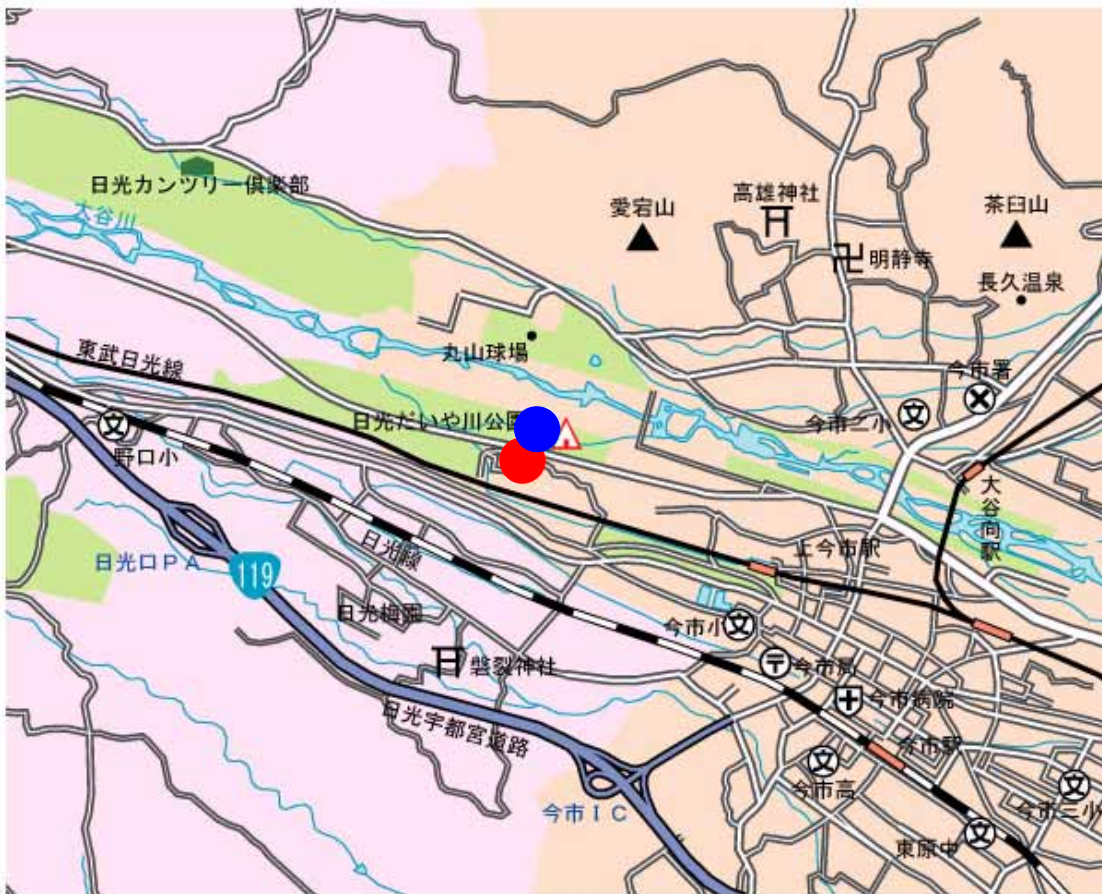 日光カンツリー倶楽部
大谷川
愛宕山
高雄神社
茶臼山
明静寺
長久温泉
丸山球場
東武日光線
今市署
日光だいや川公園
今市二小
野口小
大谷向駅
日光口PA
119
日光線
上今市駅
日光梅園
今市小
磐裂神社
今市局
今市病院
日光宇都宮道路
今市駅
今市高
今市三小
今市IC
東原中